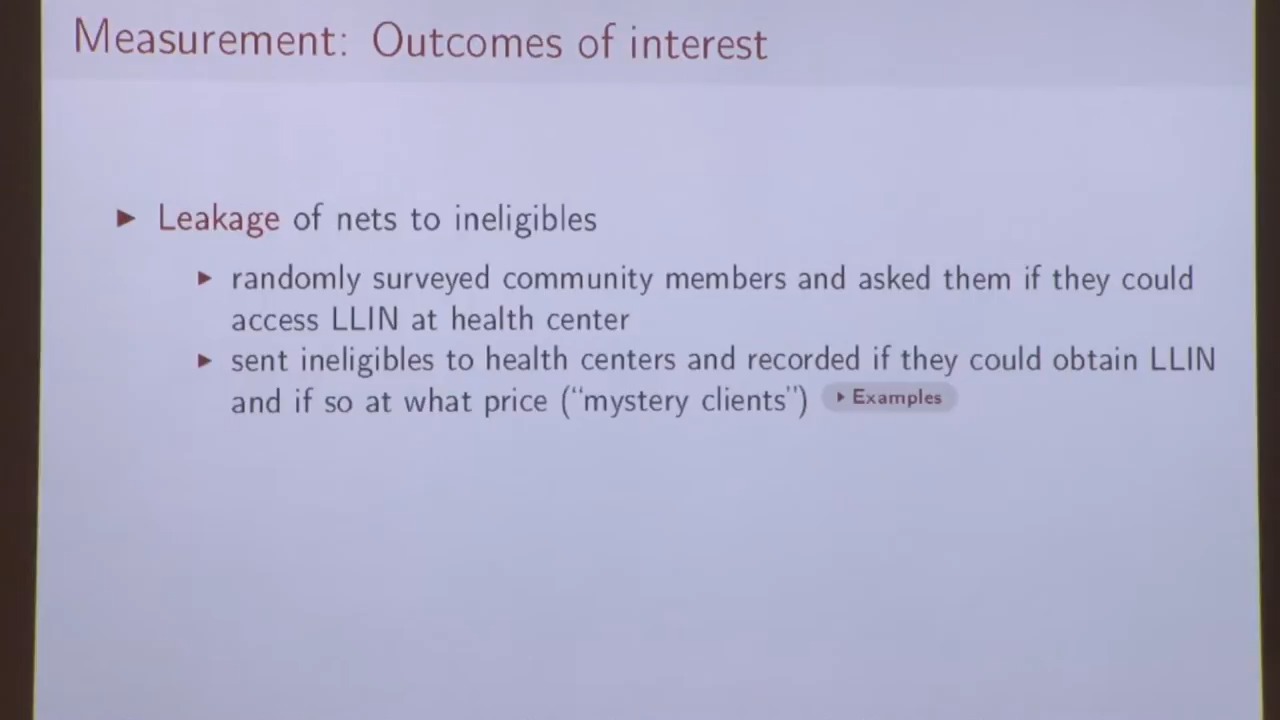 Measurement: Outcomes of interest
▶ Leakage of nets to ineligibles
▶ randomly surveyed community members and asked them if they could
access LLIN at health center
▶ sent ineligibles to health centers and recorded if they could obtain LLIN
and if so at what price (“mystery clients”) ▶ Examples